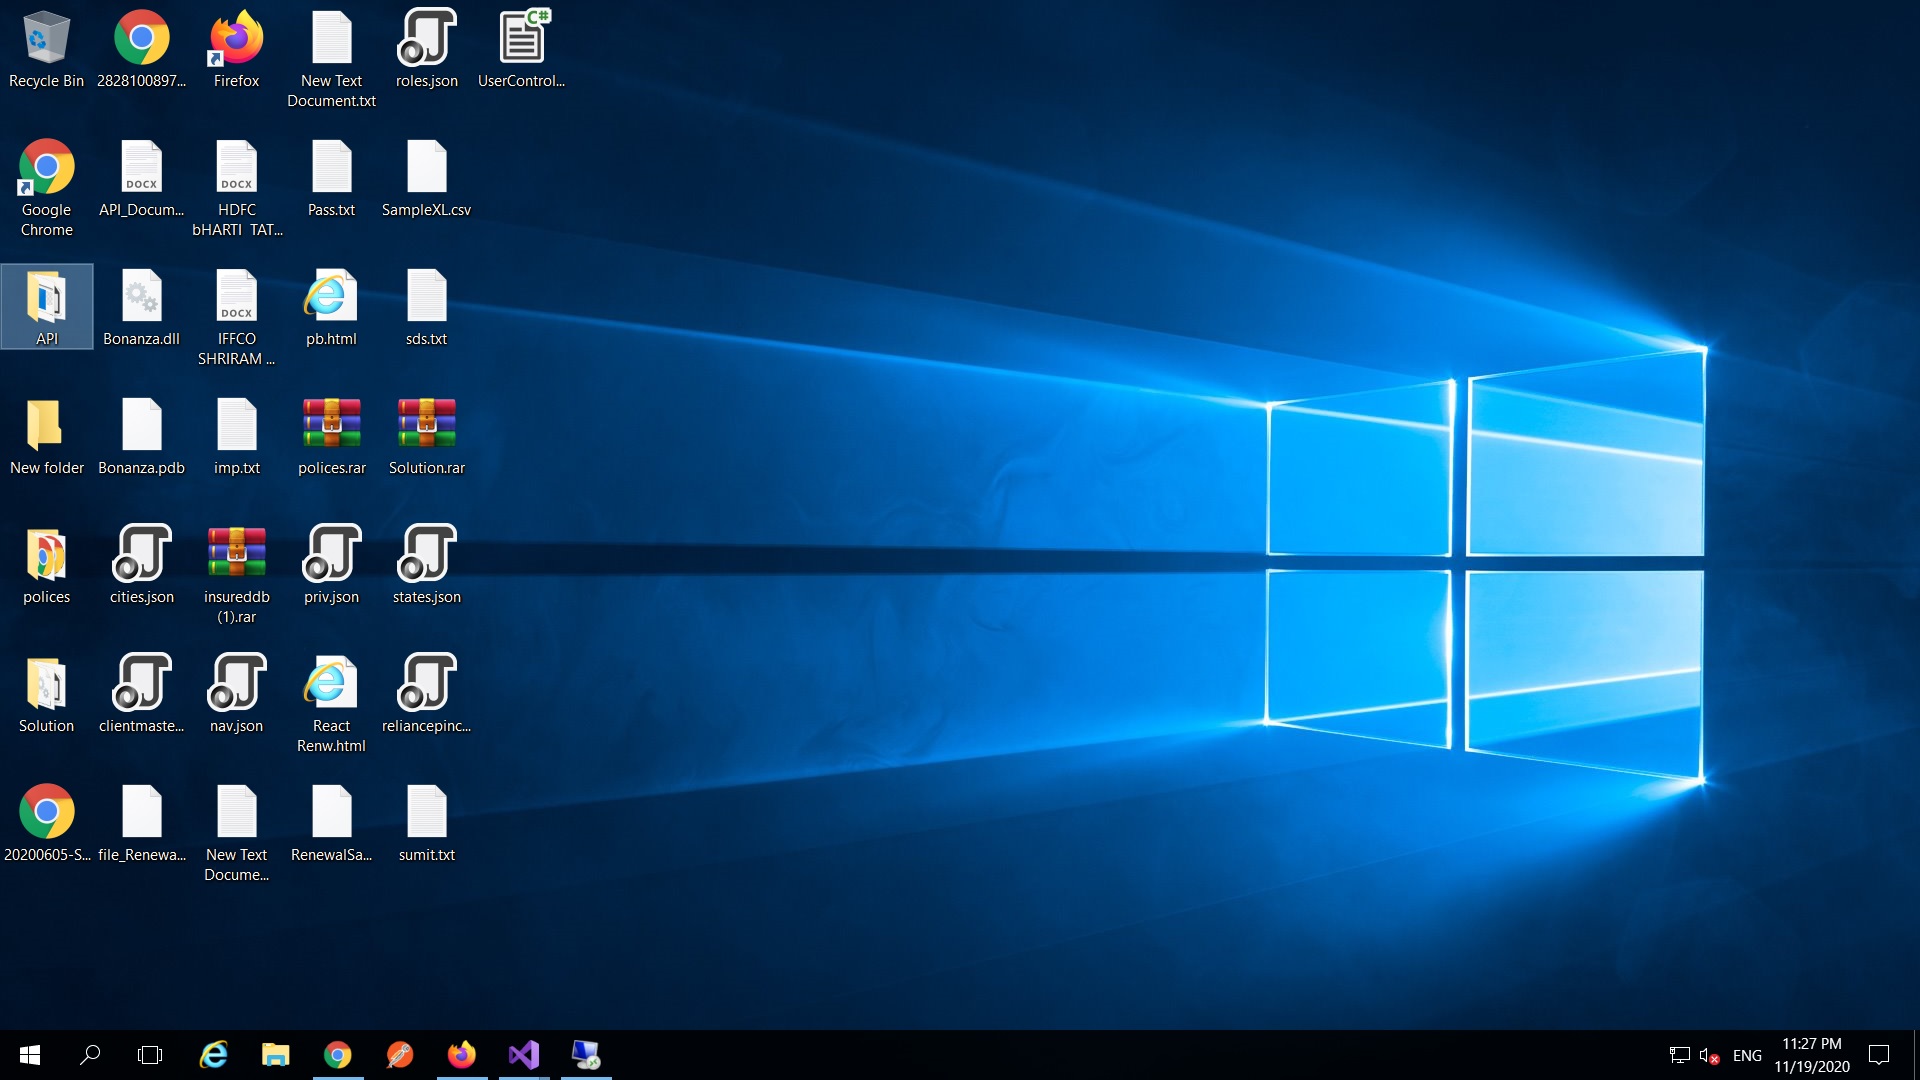 Recycle Bin
2828100897...
Firefox
New Text
Document.txt
roles.json
C#
UserControl...
Google
Chrome
DOCX
API_Docum...
DOCX
HDFC
bHARTI TAT...
Pass.txt
SampleXL.csv
API
Bonanza.dll
DOCX
IFFCO
SHRIRAM ...
pb.html
sds.txt
New folder
Bonanza.pdb
imp.txt
polices.rar
Solution.rar
polices
cities.json
insureddb
(1).rar
priv.json
states.json
Solution
clientmaste...
nav.json
React
Renw.html
reliancepinc...
20200605-S...
file_Renewa...
New Text
Docume...
RenewalSa...
sumit.txt
ENG
11:27 PM
11/19/2020